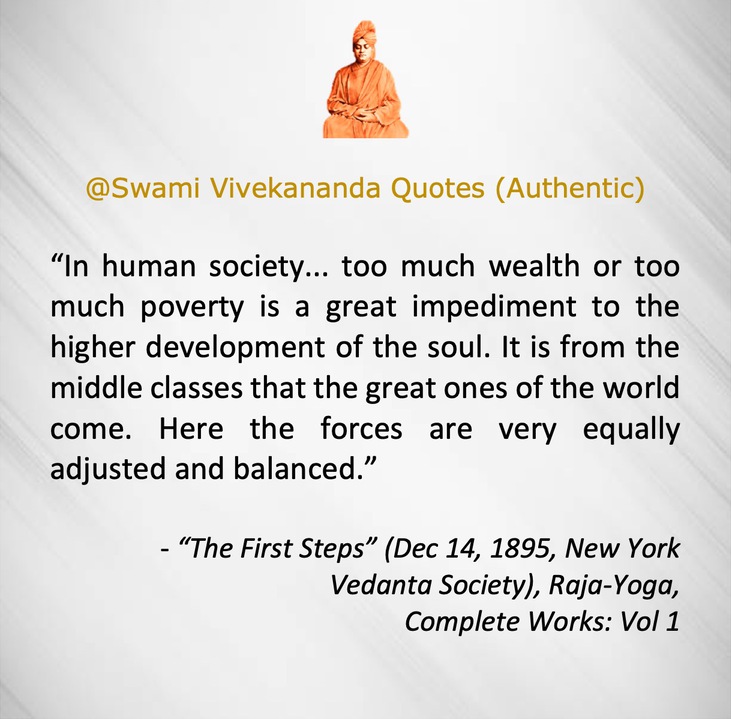 @Swami Vivekananda Quotes (Authentic)
“In human society... too much wealth or too
much poverty is a great impediment to the
higher development of the soul. It is from the
middle classes that the great ones of the world
come. Here the forces are very equally
adjusted and balanced.”
- “The First Steps” (Dec 14, 1895, New York
Vedanta Society), Raja-Yoga,
Complete Works: Vol 1